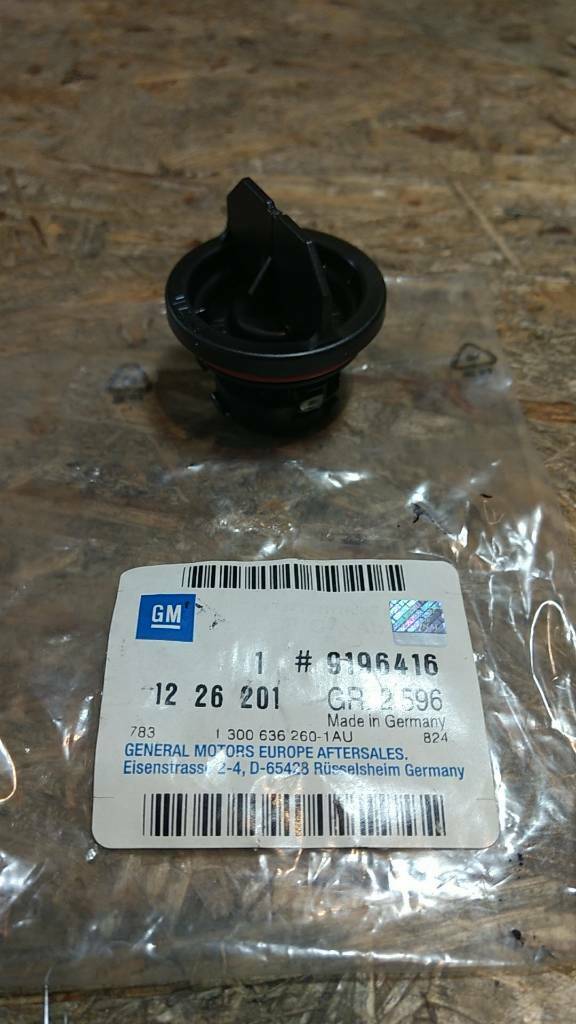 GM
1 # 9196416
12 26 201 GR. 2 596
Made in Germany
783 1 300 636 260-1AU 824
GENERAL MOTORS EUROPE AFTERSALES,
Eisenstrasse 2-4, D-65428 Rüsselsheim Germany